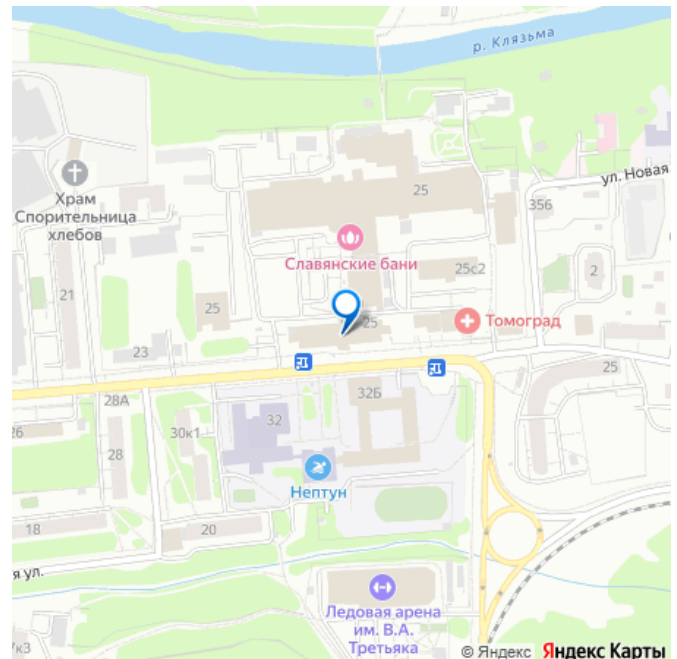 р. Клязьма
ул. Новая
Храм
Спорительница
хлебов
25
35б
Славянские бани
25с2
2
21
25
25
Томоград
23
25
28А
32
32Б
26
30к1
28
Нептун
18
20
я ул.
Ледовая арена
им. В.А.
Третьяка
7к3
© Яндекс Яндекс Карты